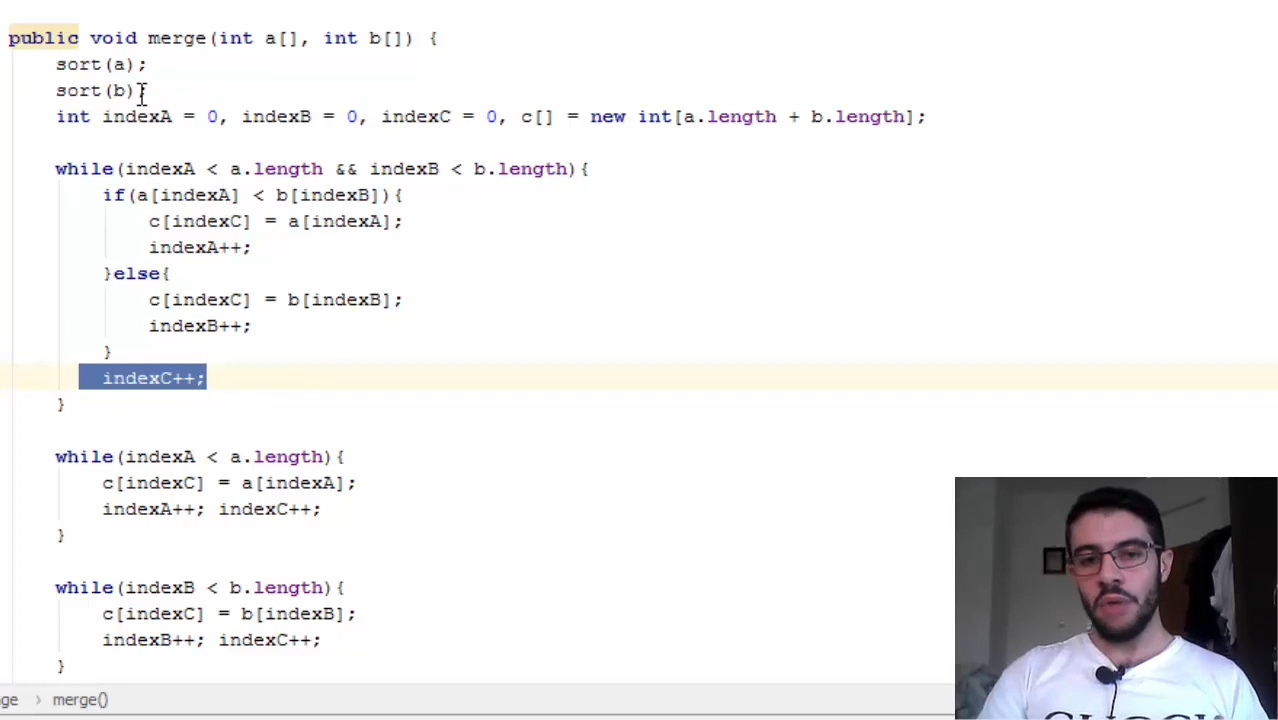 public void merge(int a[], int b[]) {
sort(a);
sort(b);
int indexA = 0, indexB = 0, indexC = 0, c[] = new int[a.length + b.length];
while(indexA < a.length && indexB < b.length){
if(a[indexA] < b[indexB]){
c[indexC] = a[indexA];
indexA++;
}else{
c[indexC] = b[indexB];
indexB++;
}
indexC++;
}
while(indexA < a.length){
c[indexC] = a[indexA];
indexA++; indexC++;
}
while(indexB < b.length){
c[indexC] = b[indexB];
indexB++; indexC++;
}
ge > merge()